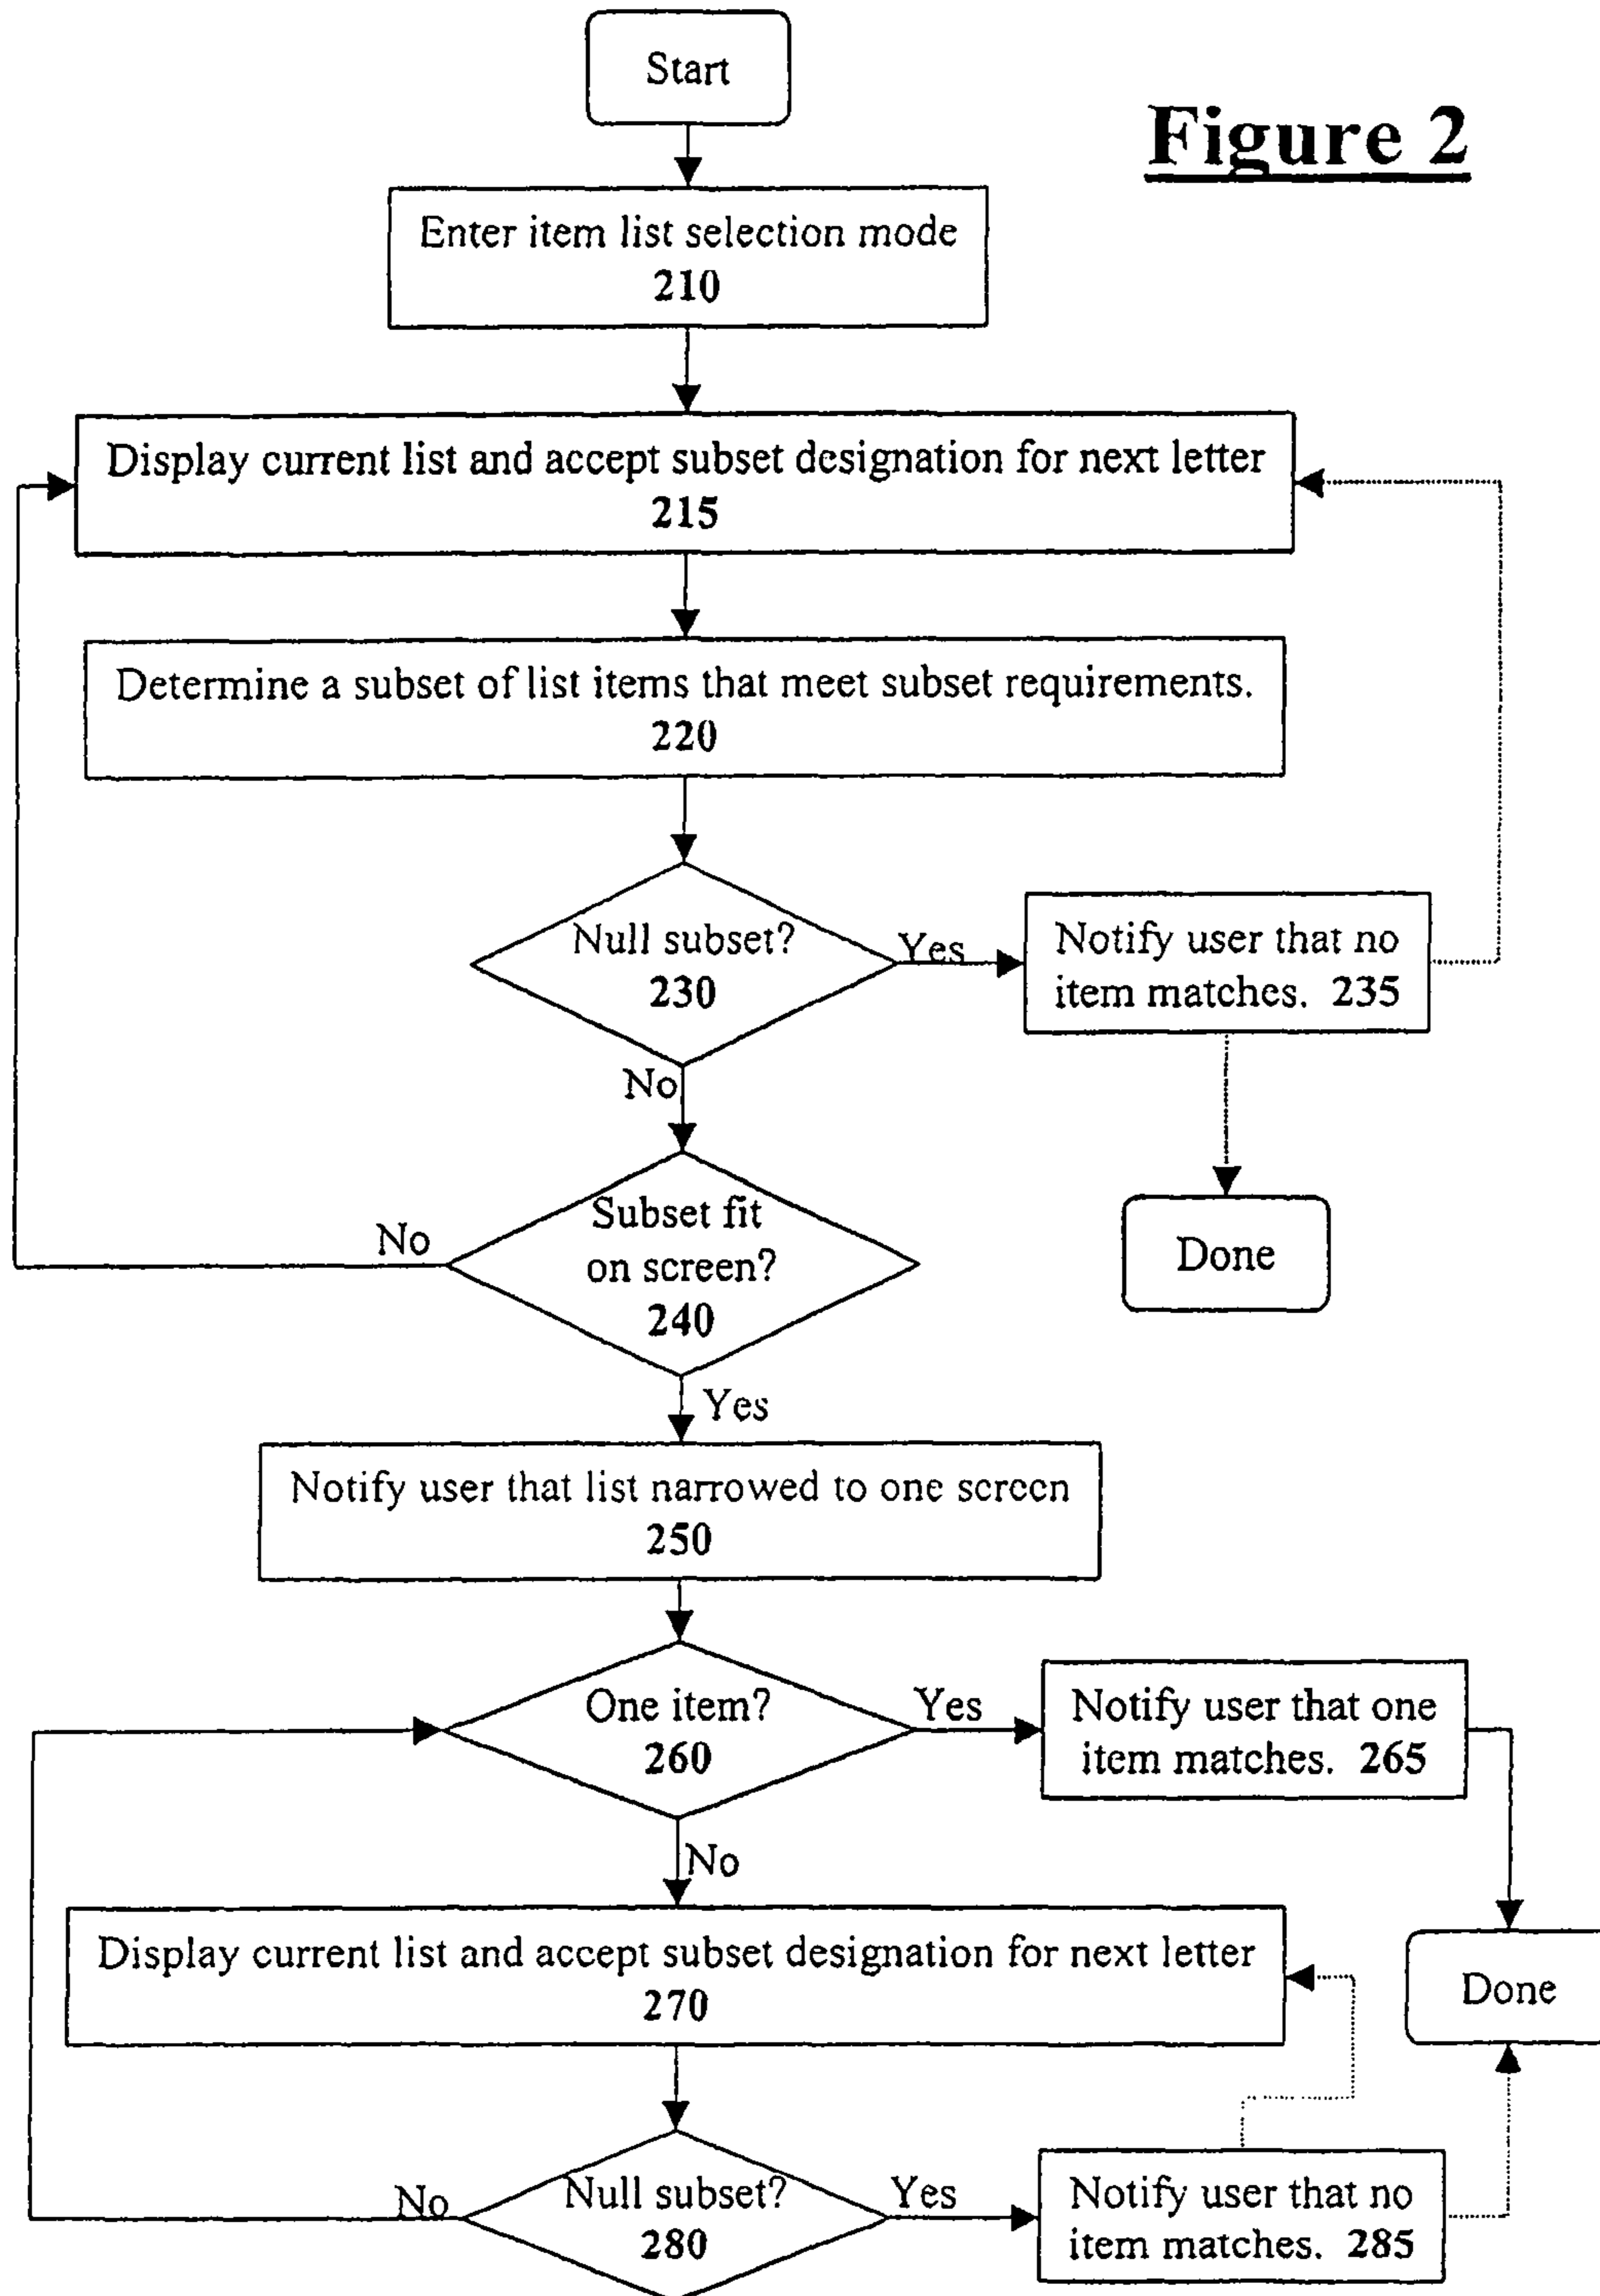 Start
Figure 2
Enter item list selection mode
210
Display current list and accept subset designation for next letter
215
Determine a subset of list items that meet subset requirements.
220
Null subset?
230
Yes
Notify user that no
item matches. 235
No
Subset fit
on screen?
240
No
Done
Yes
Notify user that list narrowed to one screen
250
One item?
260
Yes
Notify user that one
item matches. 265
No
Display current list and accept subset designation for next letter
270
Done
Null subset?
280
No
Yes
Notify user that no
item matches. 285